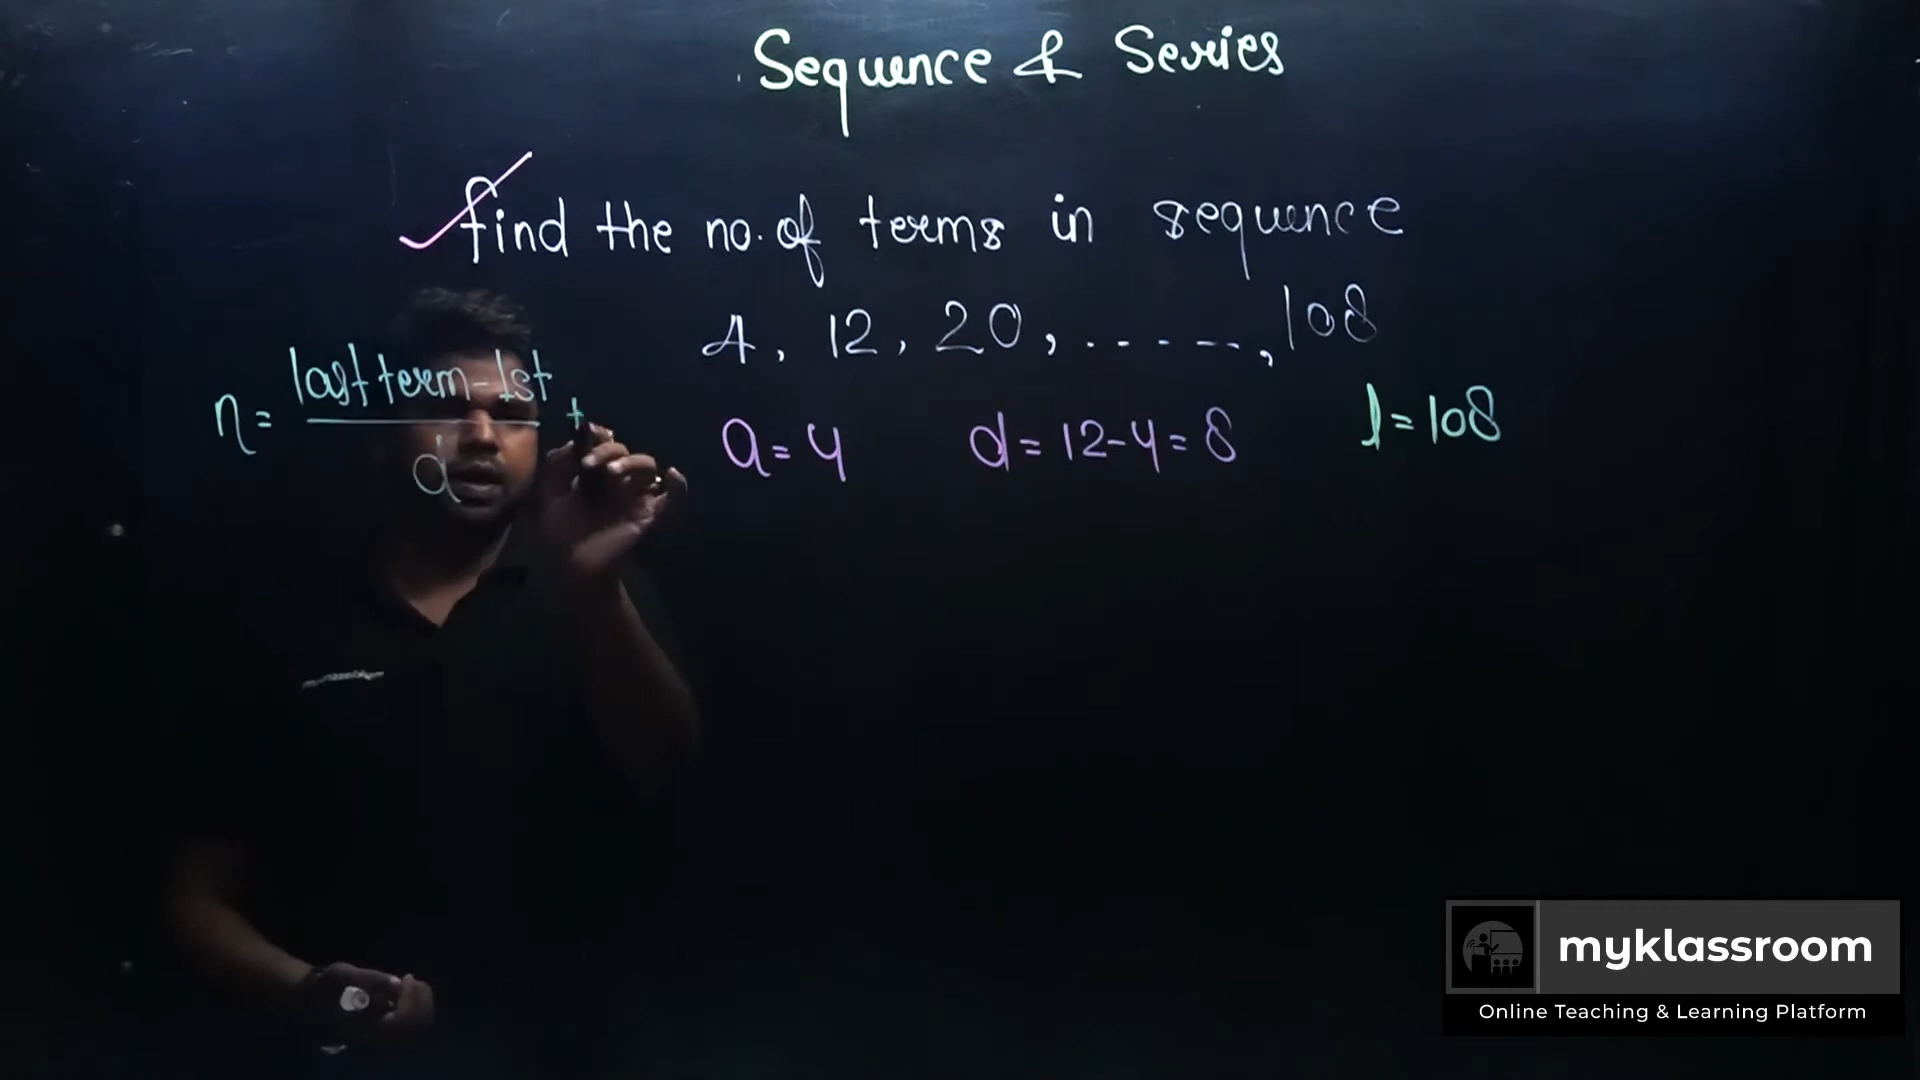 Sequence & Series
find the no. of terms in sequence
4, 12, 20, ........, 108
n = last term - 1st / d +
a = 4 d = 12-4 = 8 l = 108
myklassroom
Online Teaching & Learning Platform